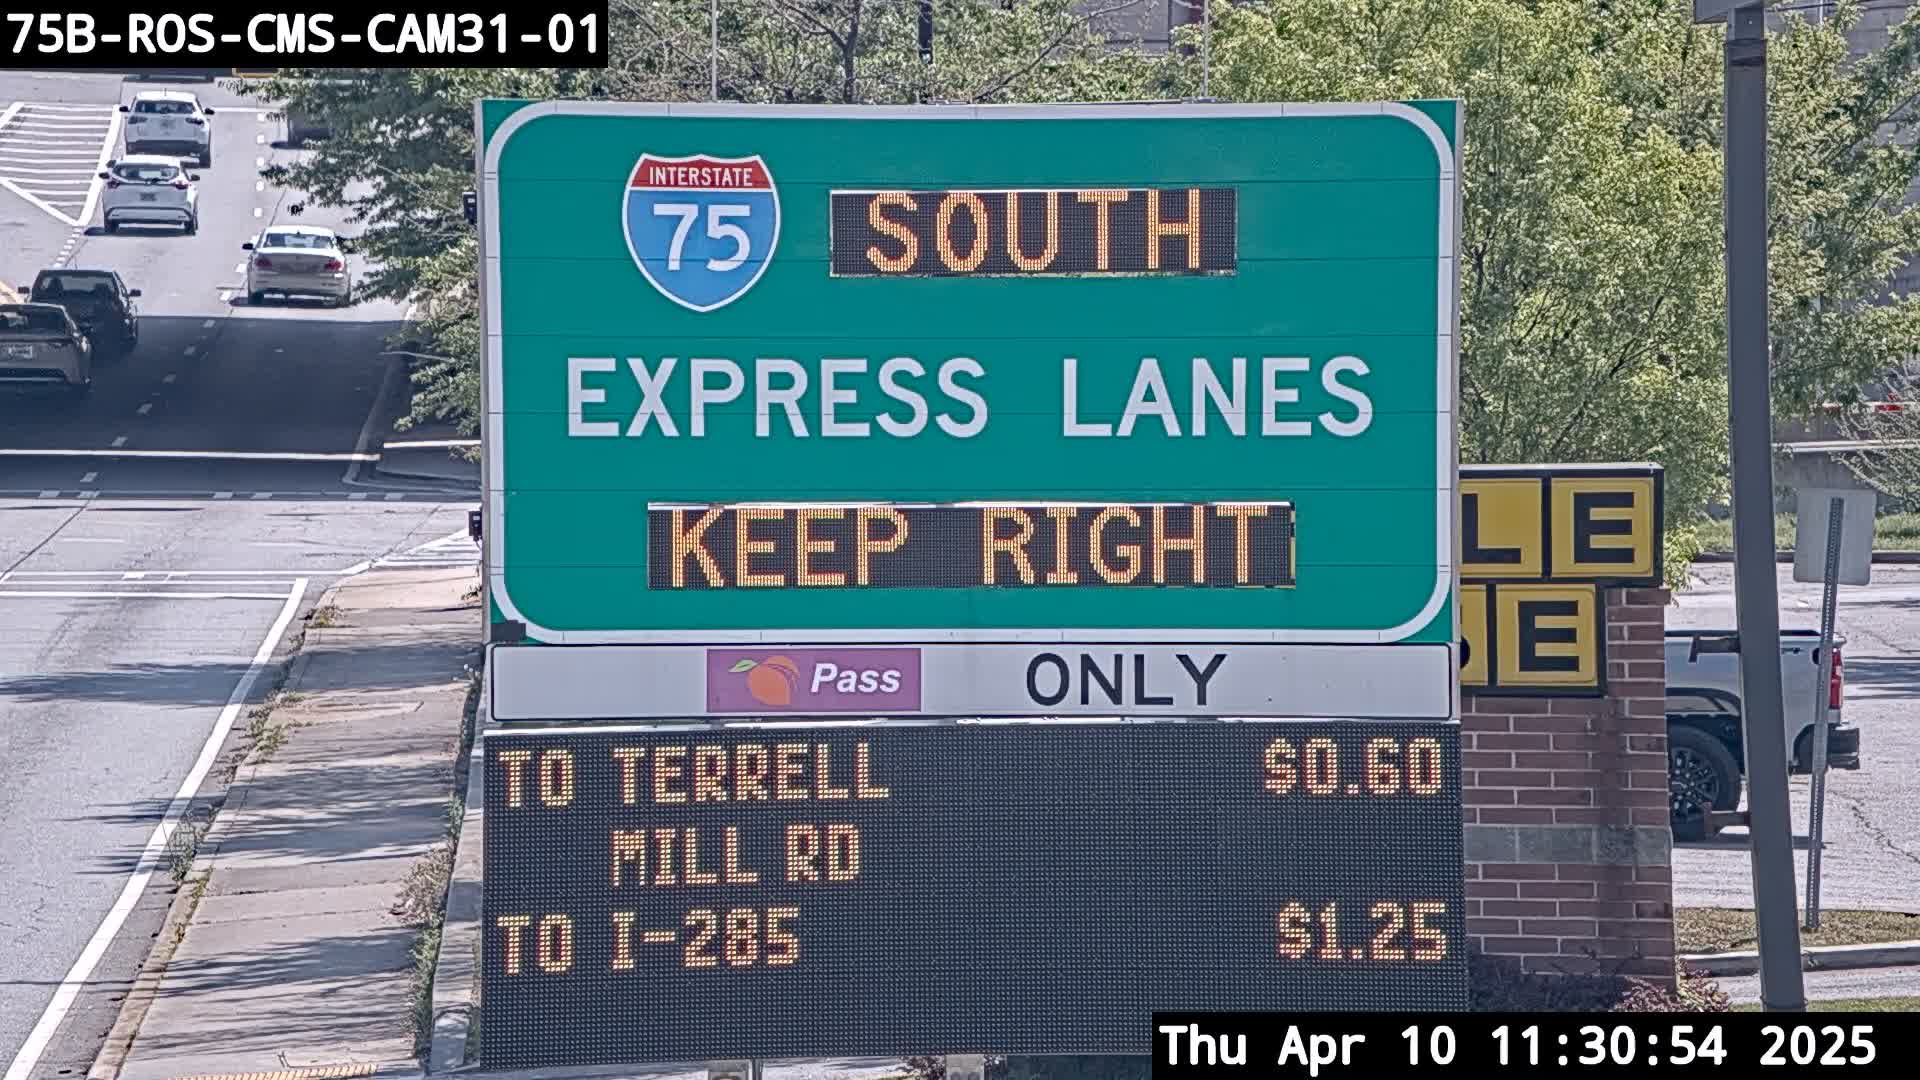 75B-ROS-CMS-CAM31-01
INTERSTATE
75
SOUTH
EXPRESS LANES
KEEP RIGHT
Pass ONLY
TO TERRELL $0.60
MILL RD
TO I-285 $1.25
LE
E
Thu Apr 10 11:30:54 2025